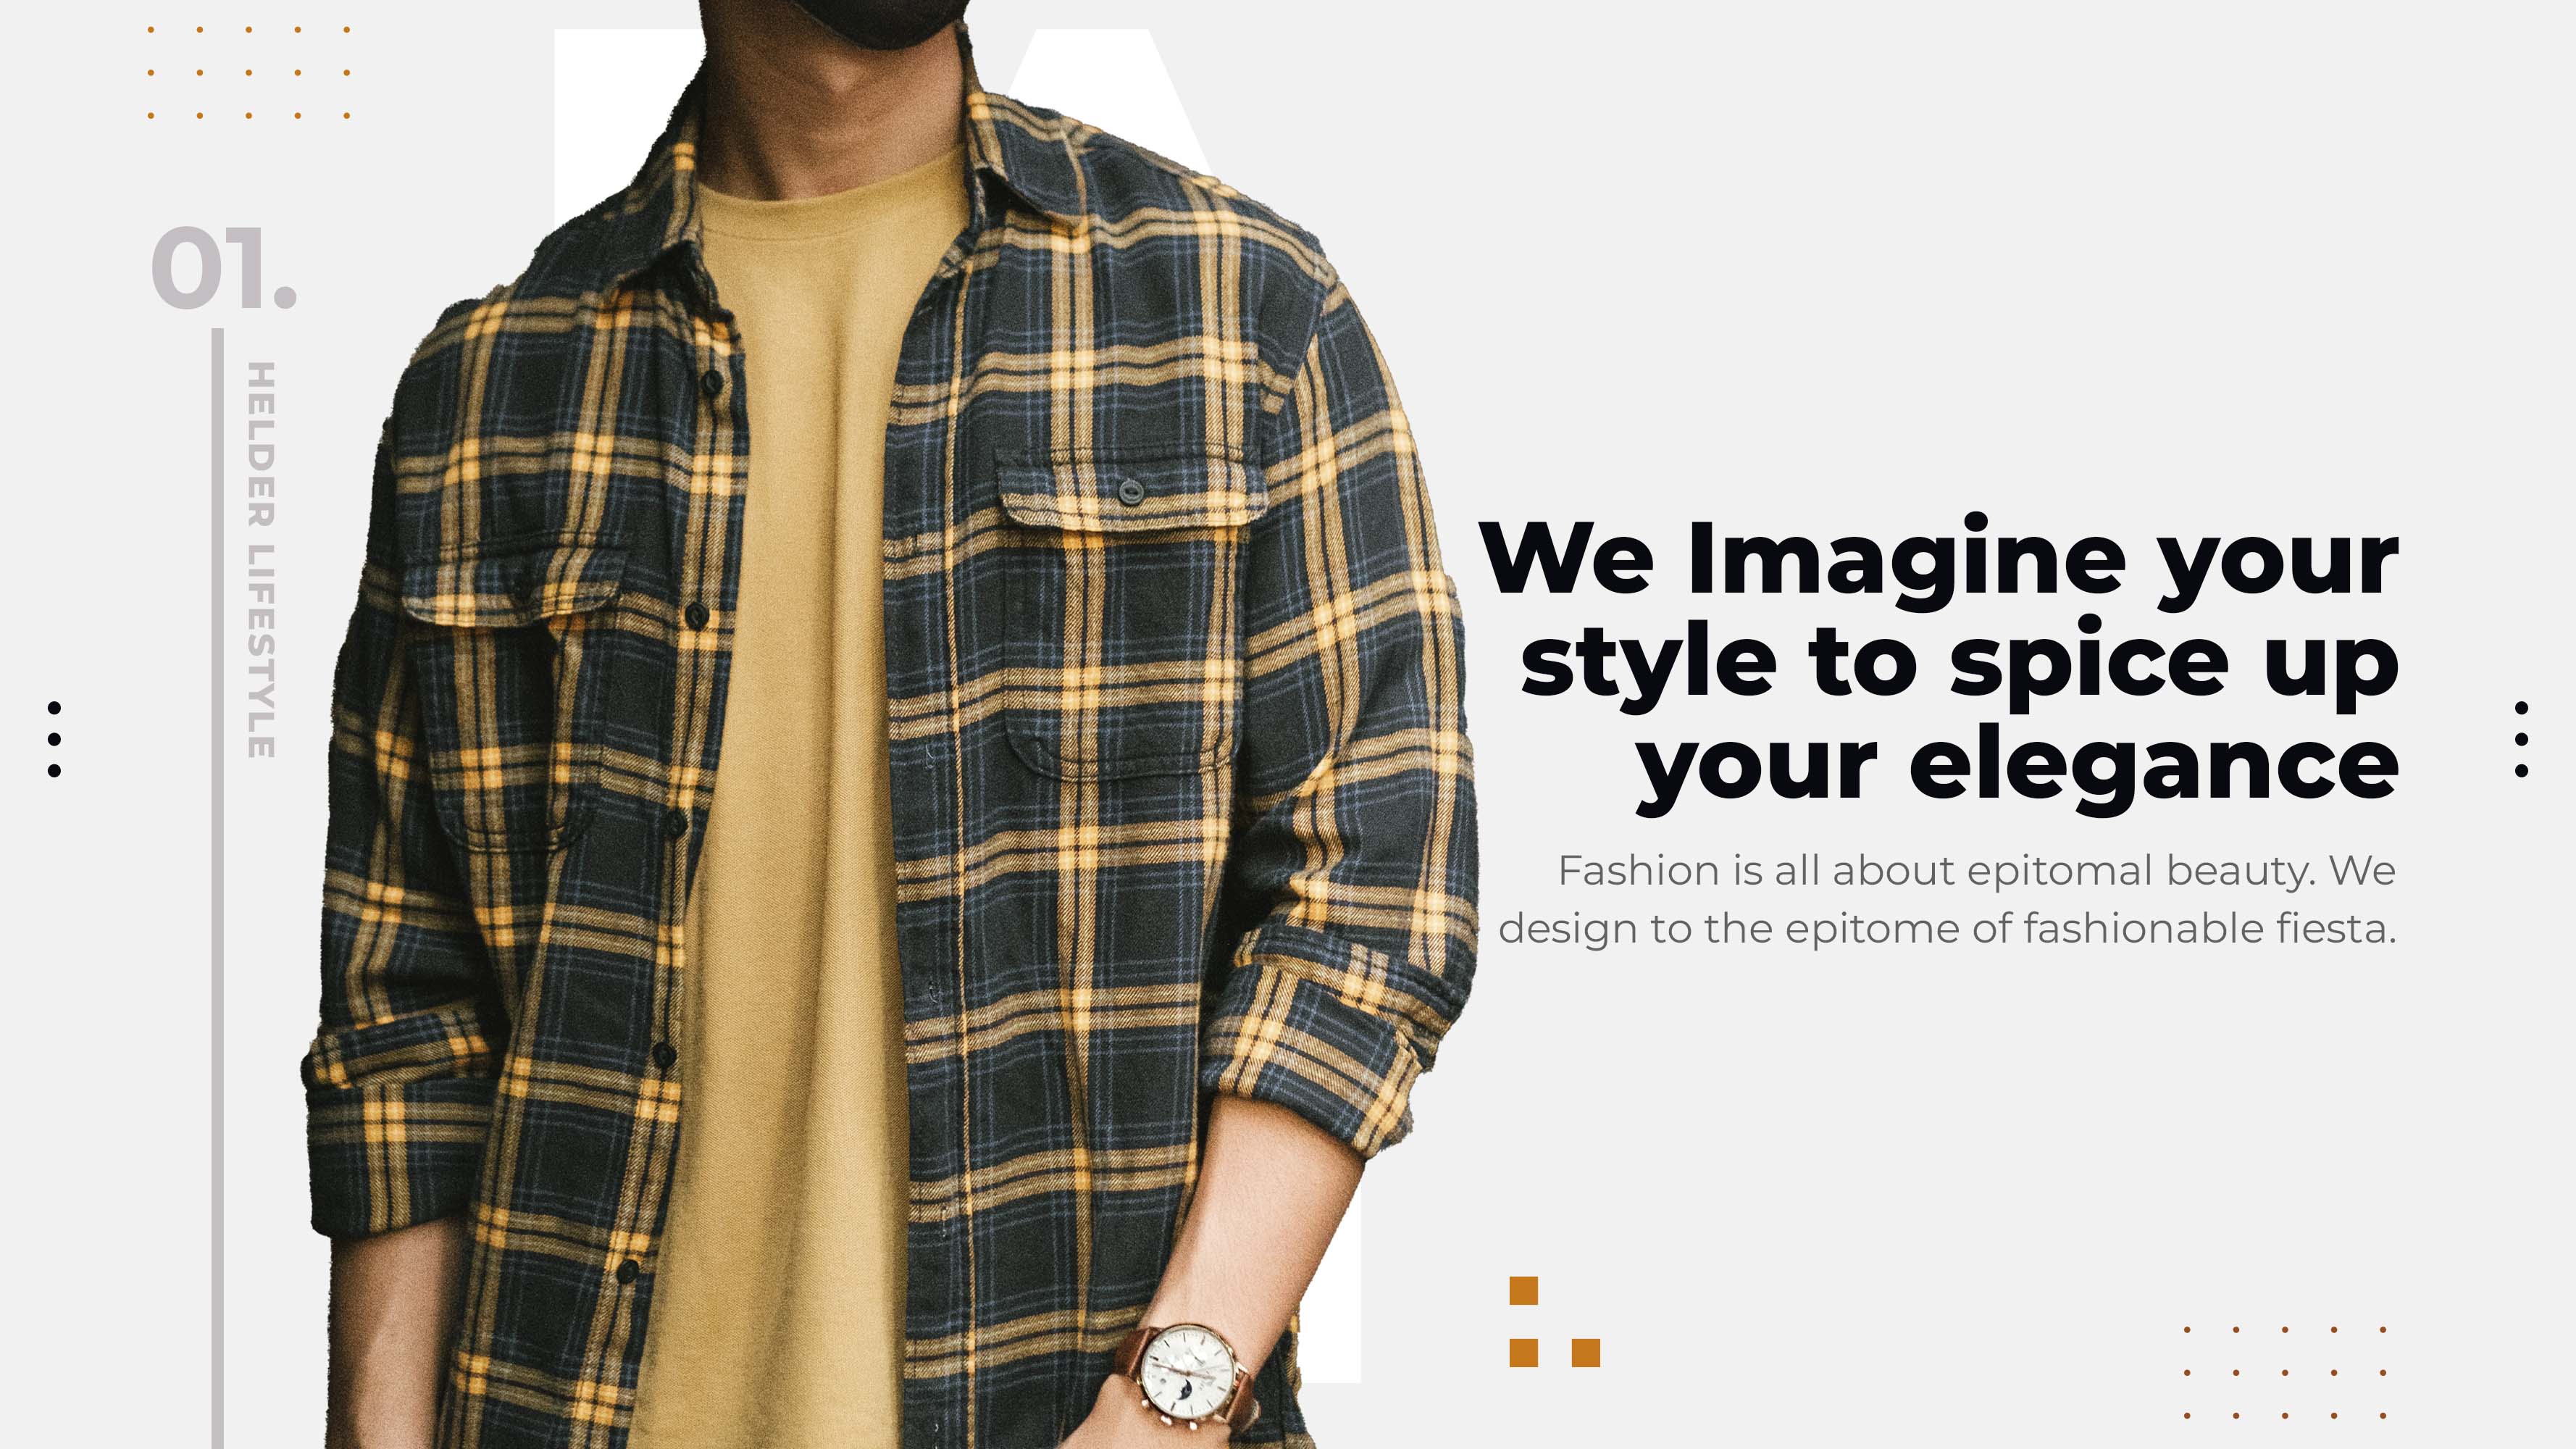 01.
HELDER LIFESTYLE
We Imagine your
style to spice up
your elegance
Fashion is all about epitomal beauty. We
design to the epitome of fashionable fiesta.